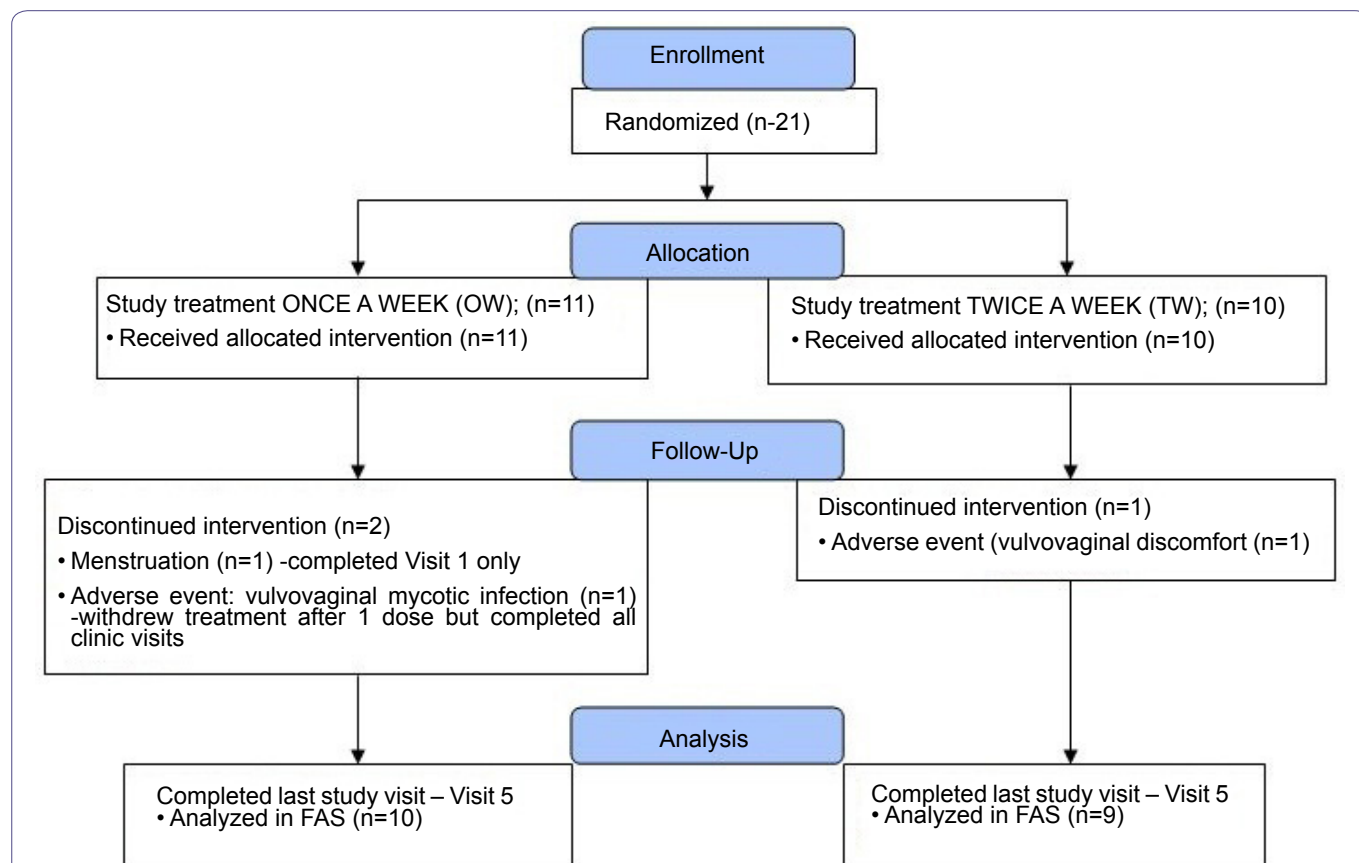 Enrollment
Randomized (n-21)
Allocation
Study treatment ONCE A WEEK (OW); (n=11)
• Received allocated intervention (n=11)
Study treatment TWICE A WEEK (TW); (n=10)
• Received allocated intervention (n=10)
Follow-Up
Discontinued intervention (n=2)
• Menstruation (n=1) -completed Visit 1 only
• Adverse event: vulvovaginal mycotic infection (n=1)
-withdrew treatment after 1 dose but completed all
clinic visits
Discontinued intervention (n=1)
• Adverse event (vulvovaginal discomfort (n=1)
Analysis
Completed last study visit – Visit 5
• Analyzed in FAS (n=10)
Completed last study visit – Visit 5
• Analyzed in FAS (n=9)